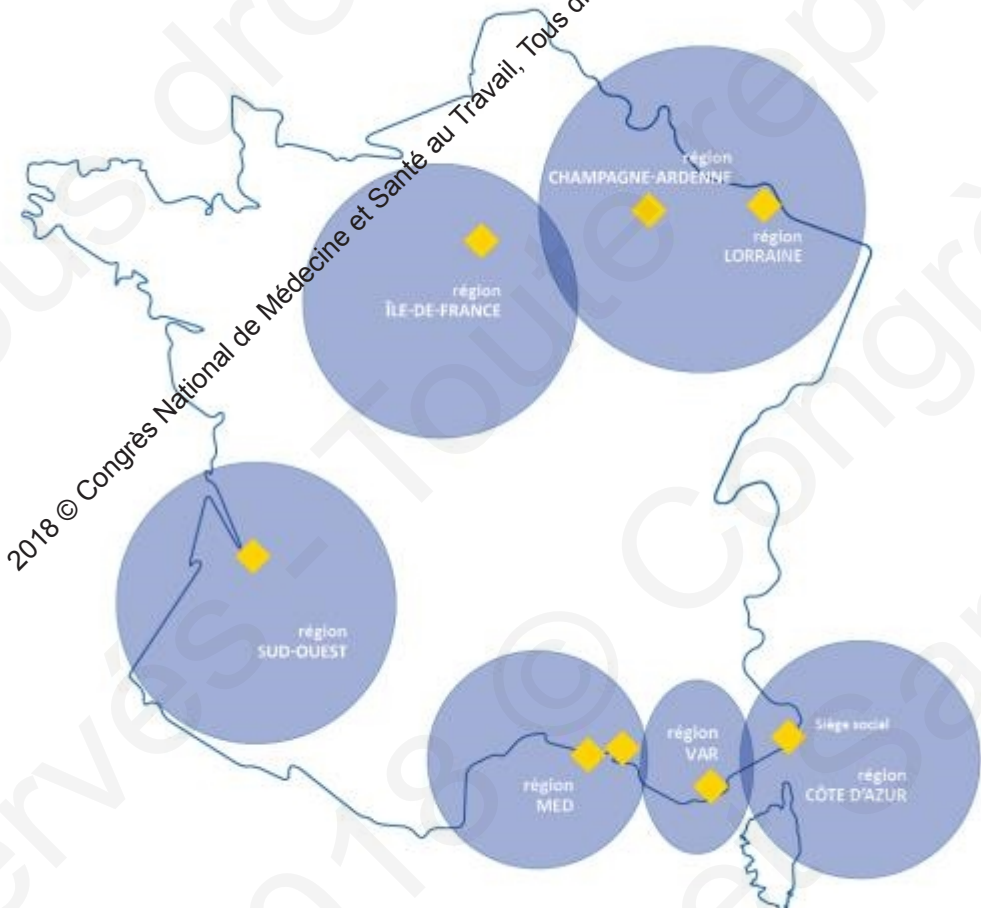 2018 © Congrès National de Médecine et Santé au Travail, Tous dr
région
CHAMPAGNE-ARDENNE
région
LORRAINE
région
ÎLE-DE-FRANCE
région
SUD-OUEST
Siège social
région
VAR
région
MED
région
CÔTE D'AZUR